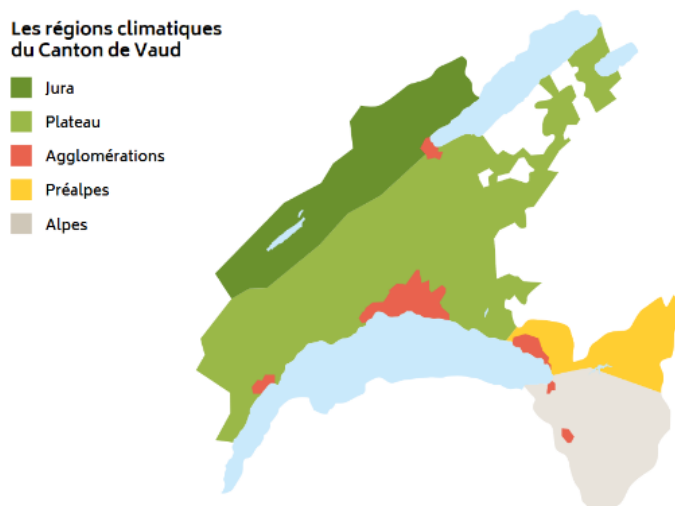 Les régions climatiques
du Canton de Vaud
Jura
Plateau
Agglomérations
Préalpes
Alpes